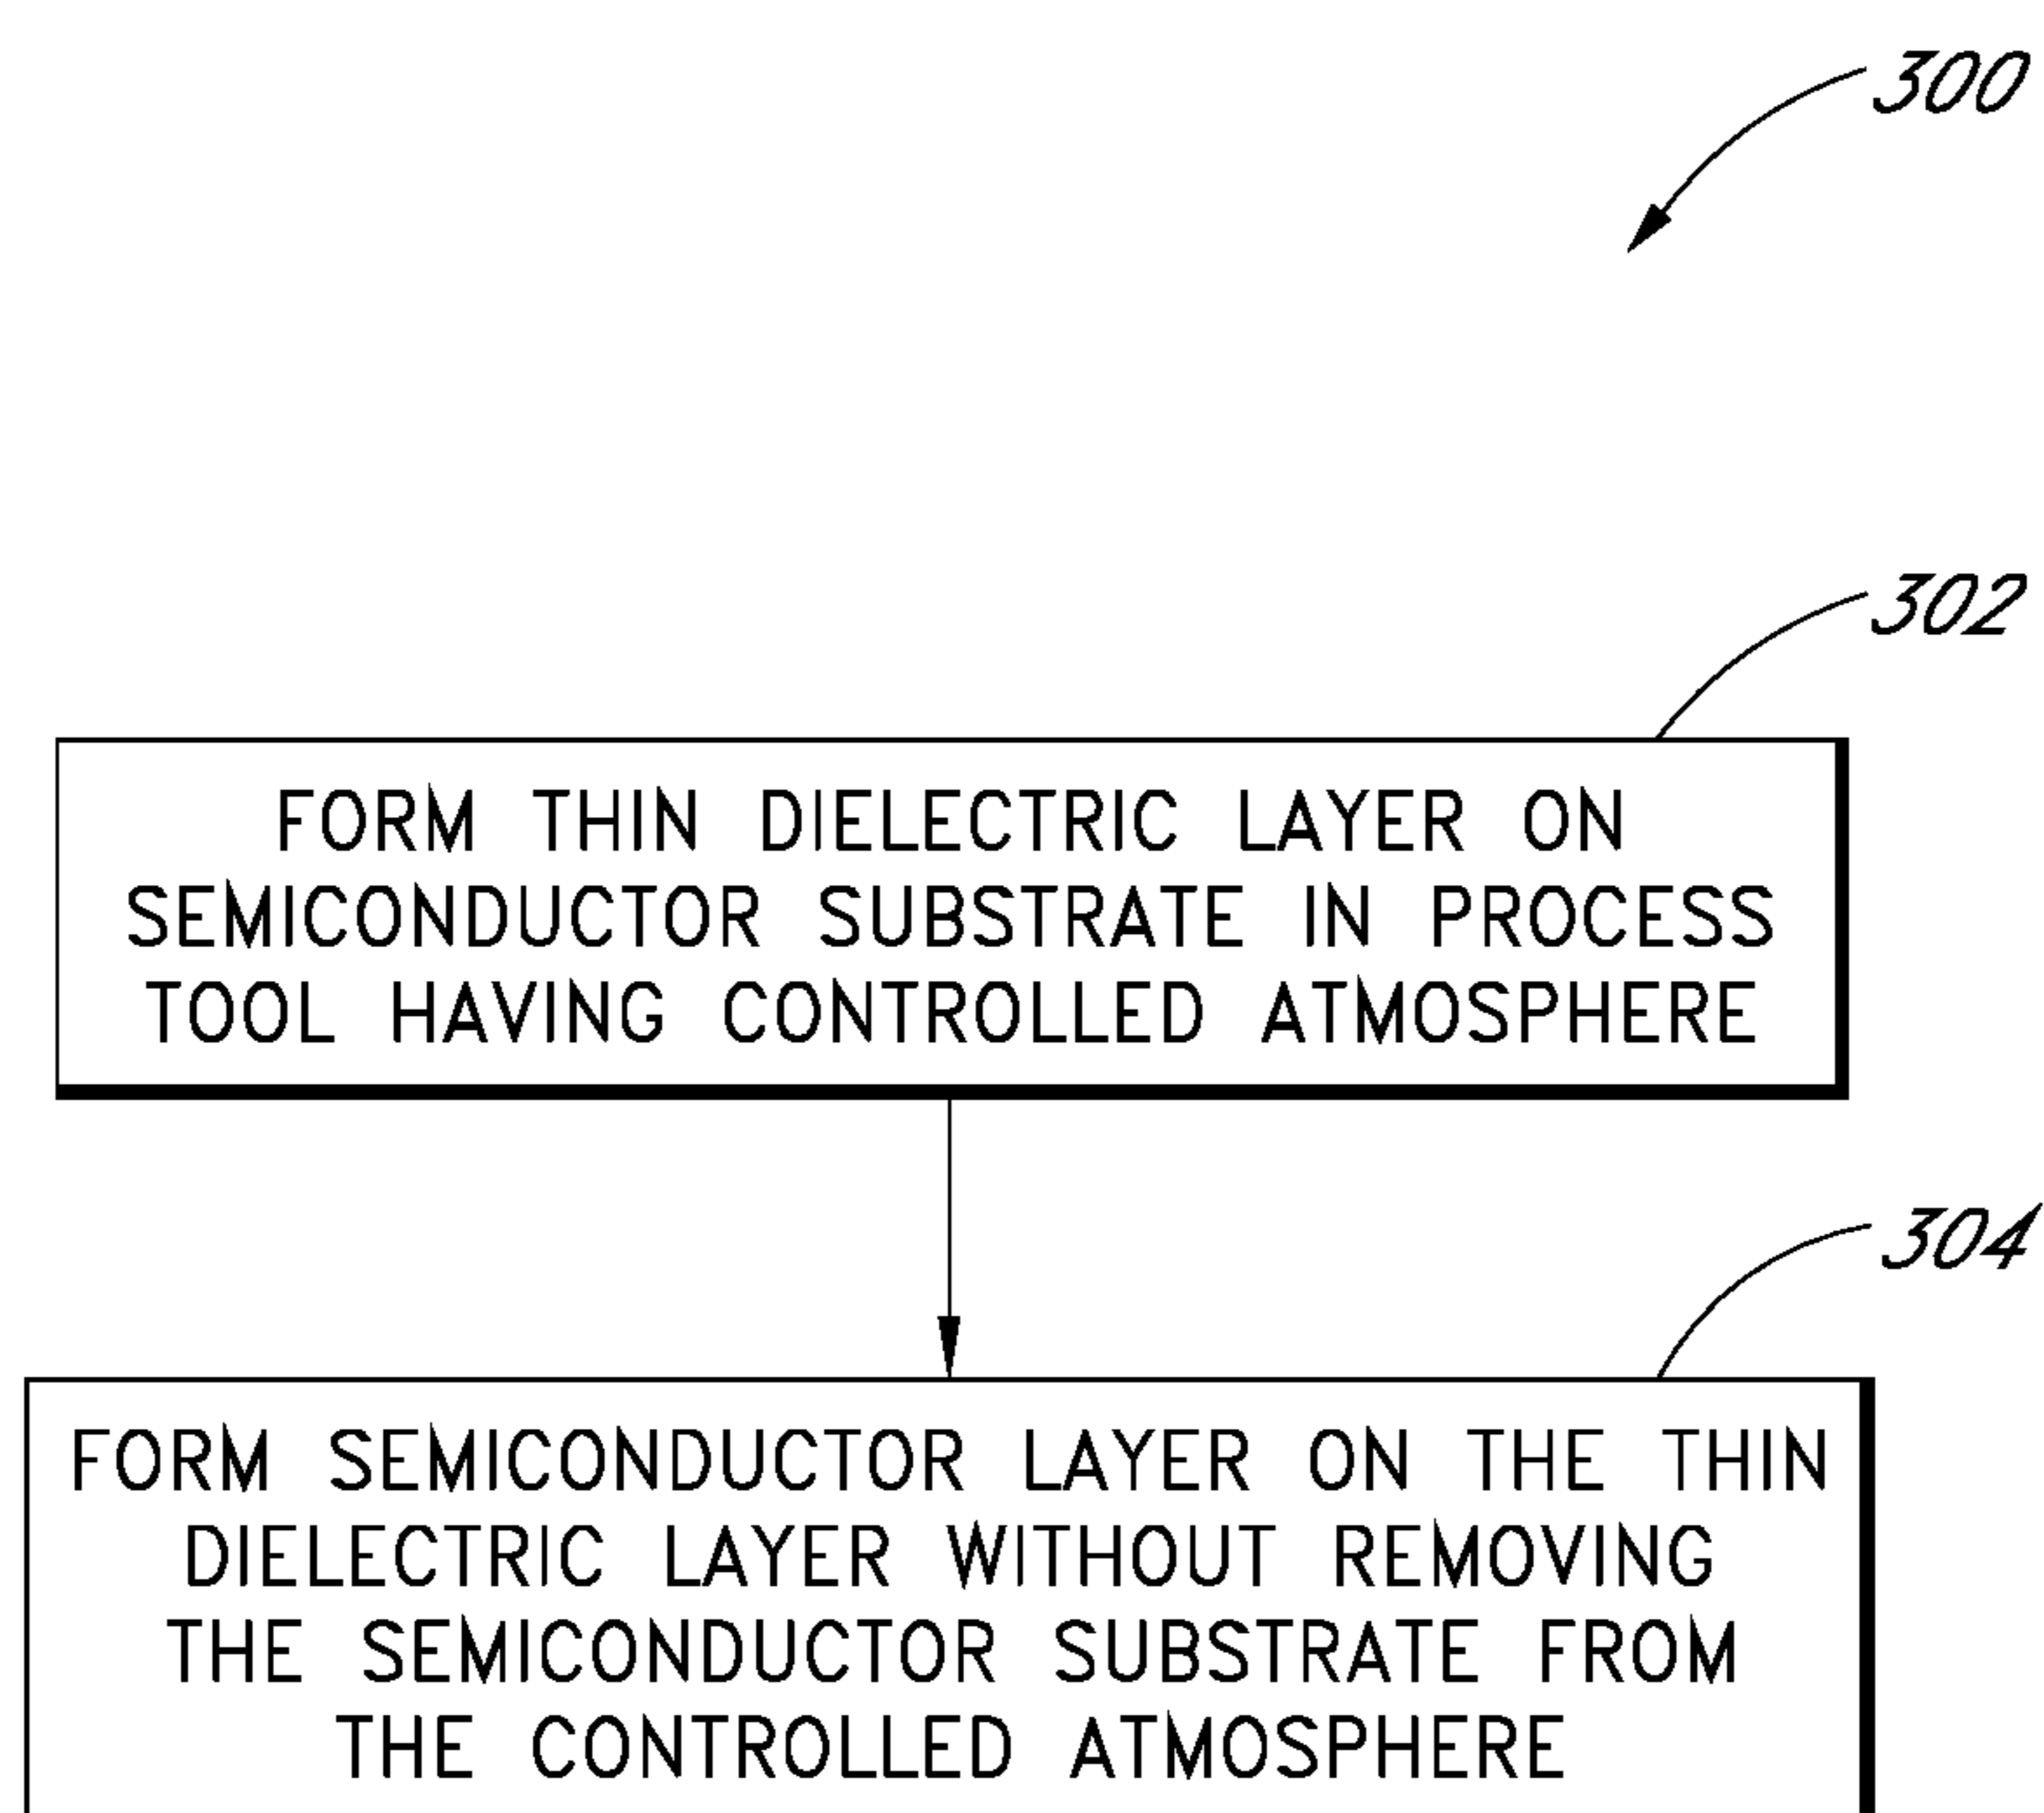 300
302
FORM THIN DIELECTRIC LAYER ON
SEMICONDUCTOR SUBSTRATE IN PROCESS
TOOL HAVING CONTROLLED ATMOSPHERE
304
FORM SEMICONDUCTOR LAYER ON THE THIN
DIELECTRIC LAYER WITHOUT REMOVING
THE SEMICONDUCTOR SUBSTRATE FROM
THE CONTROLLED ATMOSPHERE